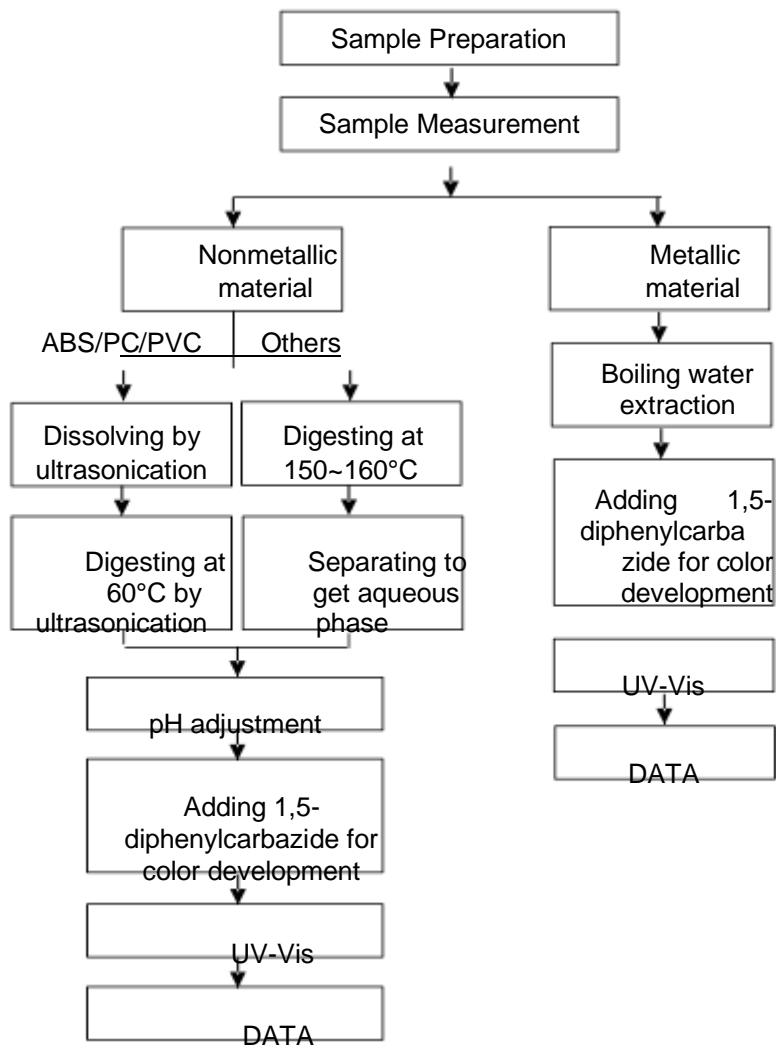 Sample Preparation
Sample Measurement
Nonmetallic
material
Metallic
material
ABS/PC/PVC Others
Boiling water
extraction
Dissolving by
ultrasonication
Digesting at
150~160°C
Adding 1,5-
diphenylcarba
zide for color
development
Digesting at
60°C by
ultrasonication
Separating to
get aqueous
phase
UV-Vis
DATA
pH adjustment
Adding 1,5-
diphenylcarbazide for
color development
UV-Vis
DATA